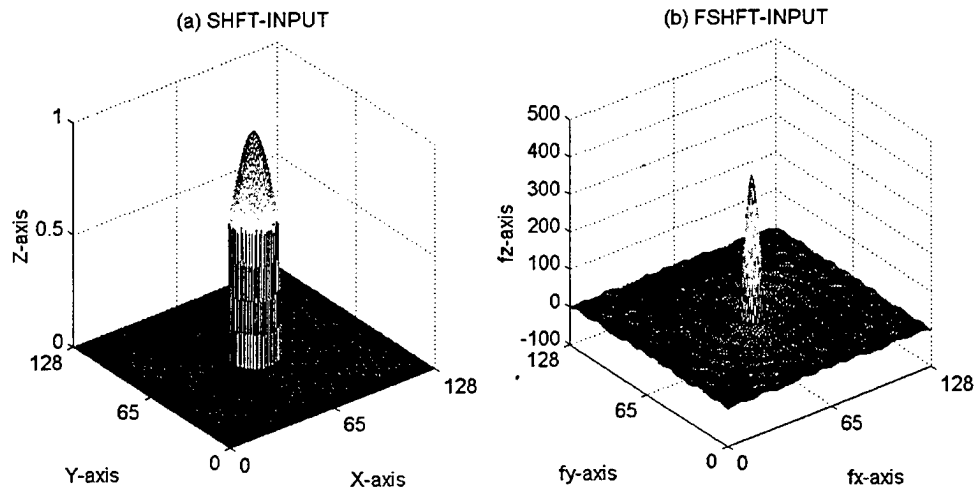 (a) SHFT-INPUT
1
0.5
0
128
65
0
0
65
128
Z-axis
Y-axis
X-axis
(b) FSHFT-INPUT
500
400
300
200
100
0
-100
128
65
0
0
65
128
fz-axis
fy-axis
fx-axis